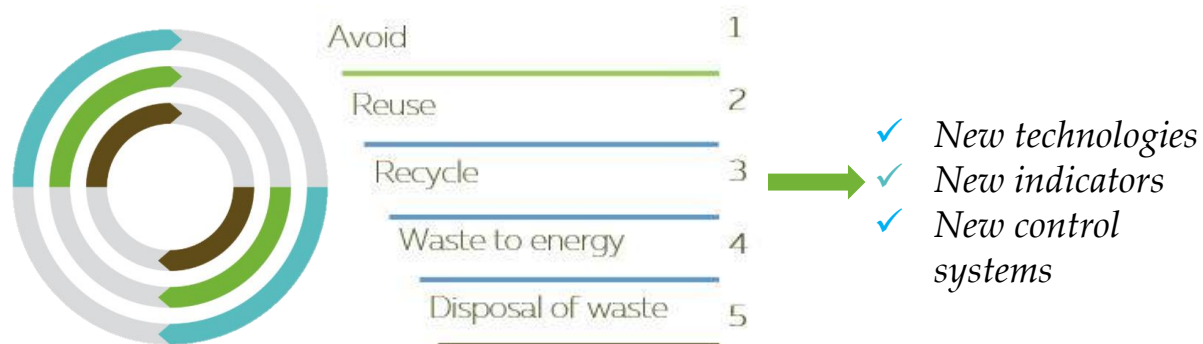 Avoid 1
Reuse 2
Recycle 3
Waste to energy 4
Disposal of waste 5
✓ New technologies
✓ New indicators
✓ New control
systems